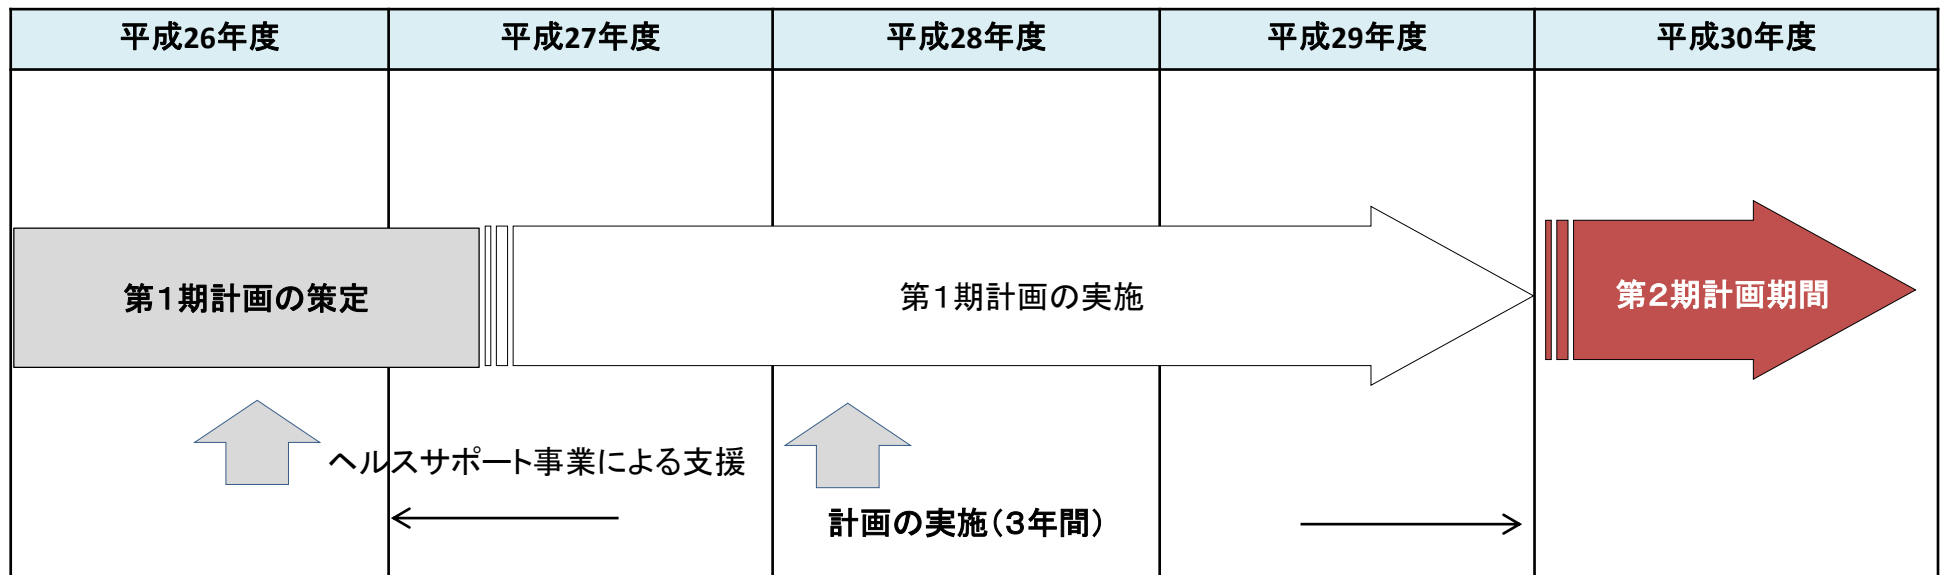 平成26年度
平成27年度
平成28年度
平成29年度
平成30年度
第1期計画の策定
第1期計画の実施
第2期計画期間
ヘルスサポート事業による支援
計画の実施(3年間)